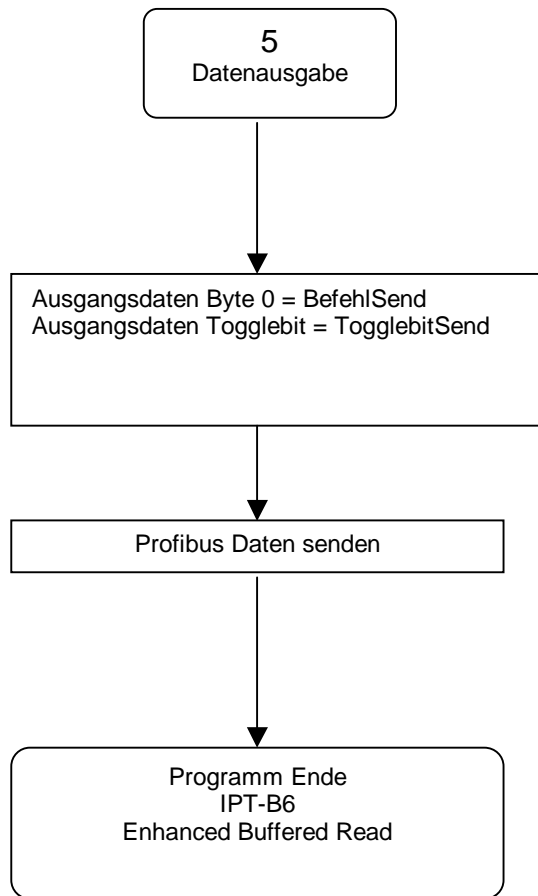 5
Datenausgabe
Ausgangsdaten Byte 0 = BefehlSend
Ausgangsdaten Togglebit = TogglebitSend
Profibus Daten senden
Programm Ende
IPT-B6
Enhanced Buffered Read